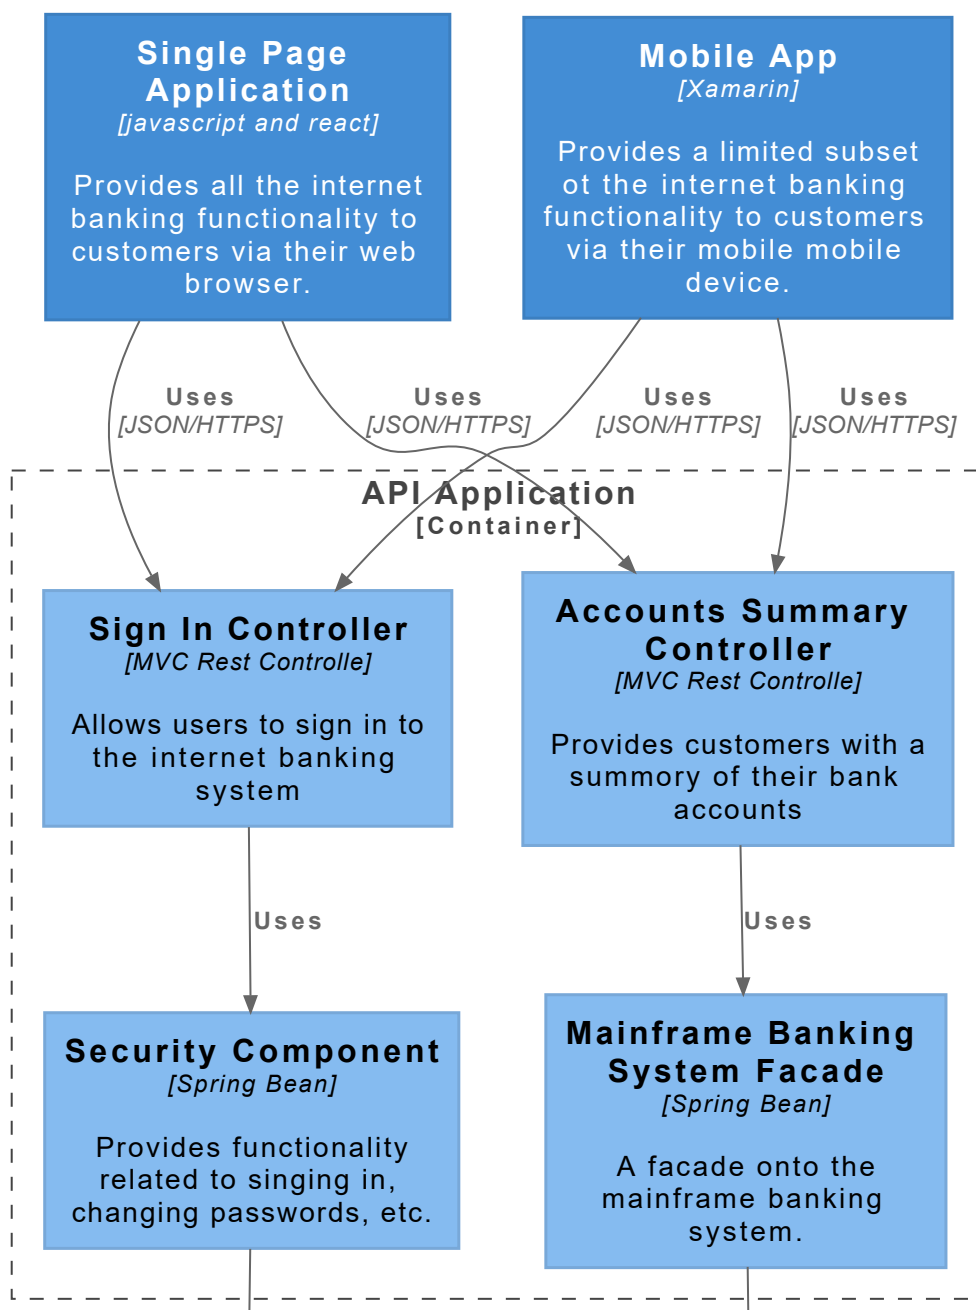 Single Page
Application
[javascript and react]
Provides all the internet
banking functionality to
customers via their web
browser.
Mobile App
[Xamarin]
Provides a limited subset
ot the internet banking
functionality to customers
via their mobile mobile
device.
Uses
[JSON/HTTPS]
Uses
[JSON/HTTPS]
Uses
[JSON/HTTPS]
Uses
[JSON/HTTPS]
API Application
[Container]
Sign In Controller
[MVC Rest Controlle]
Allows users to sign in to
the internet banking
system
Accounts Summary
Controller
[MVC Rest Controlle]
Provides customers with a
summory of their bank
accounts
Uses
Uses
Security Component
[Spring Bean]
Provides functionality
related to singing in,
changing passwords, etc.
Mainframe Banking
System Facade
[Spring Bean]
A facade onto the
mainframe banking
system.